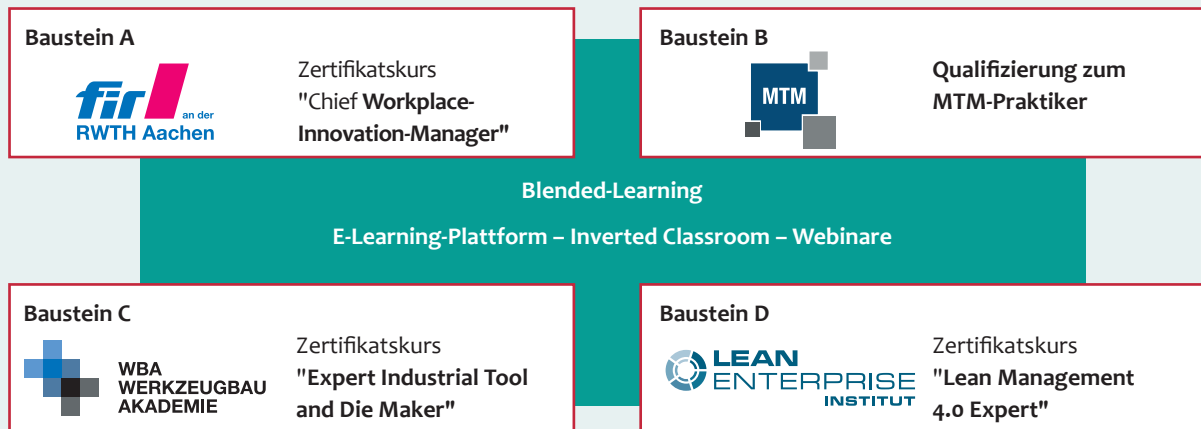 Baustein A
fir
an der
RWTH Aachen
Zertifikatskurs
"Chief Workplace-
Innovation-Manager"
Baustein B
MTM
Qualifizierung zum
MTM-Praktiker
Blended-Learning
E-Learning-Plattform – Inverted Classroom – Webinare
Baustein C
WBA
WERKZEUGBAU
AKADEMIE
Zertifikatskurs
"Expert Industrial Tool
and Die Maker"
Baustein D
LEAN
ENTERPRISE
INSTITUT
Zertifikatskurs
"Lean Management
4.0 Expert"